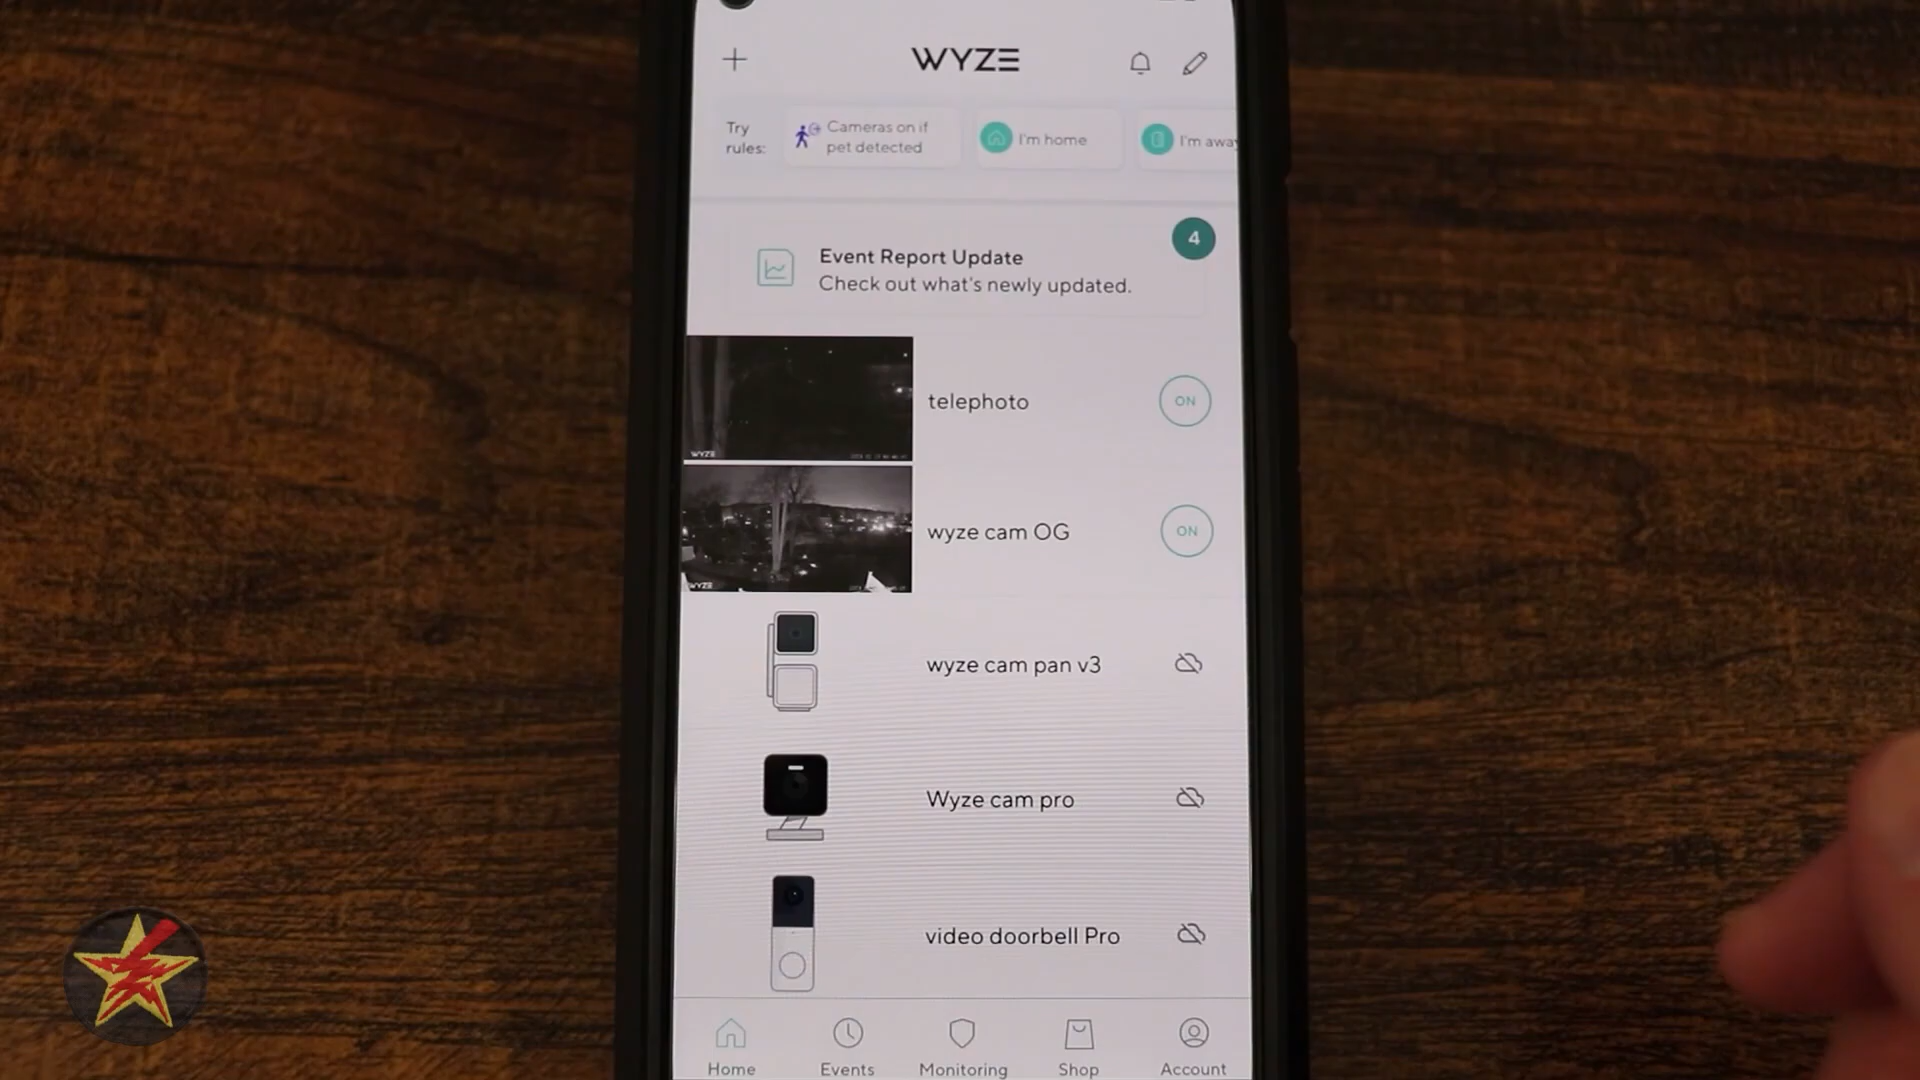 WYZE
Try
rules:
Cameras on if
pet detected
I'm home
I'm away
4
Event Report Update
Check out what's newly updated.
WYZE
telephoto
ON
WYZE
wyze cam OG
ON
wyze cam pan v3
Wyze cam pro
video doorbell Pro
Home
Events
Monitoring
Shop
Account